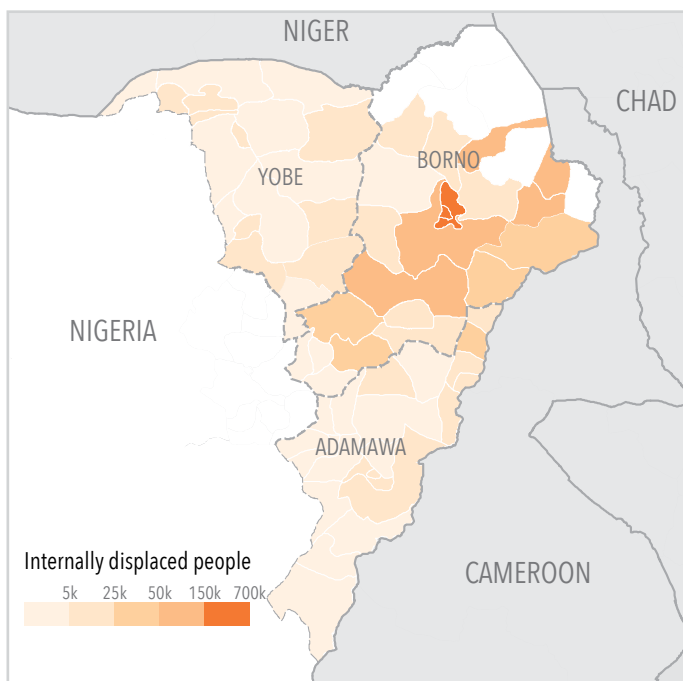 NIGER
CHAD
BORNO
YOBE
NIGERIA
ADAMAWA
Internally displaced people
5k 25k 50k 150k 700k
CAMEROON